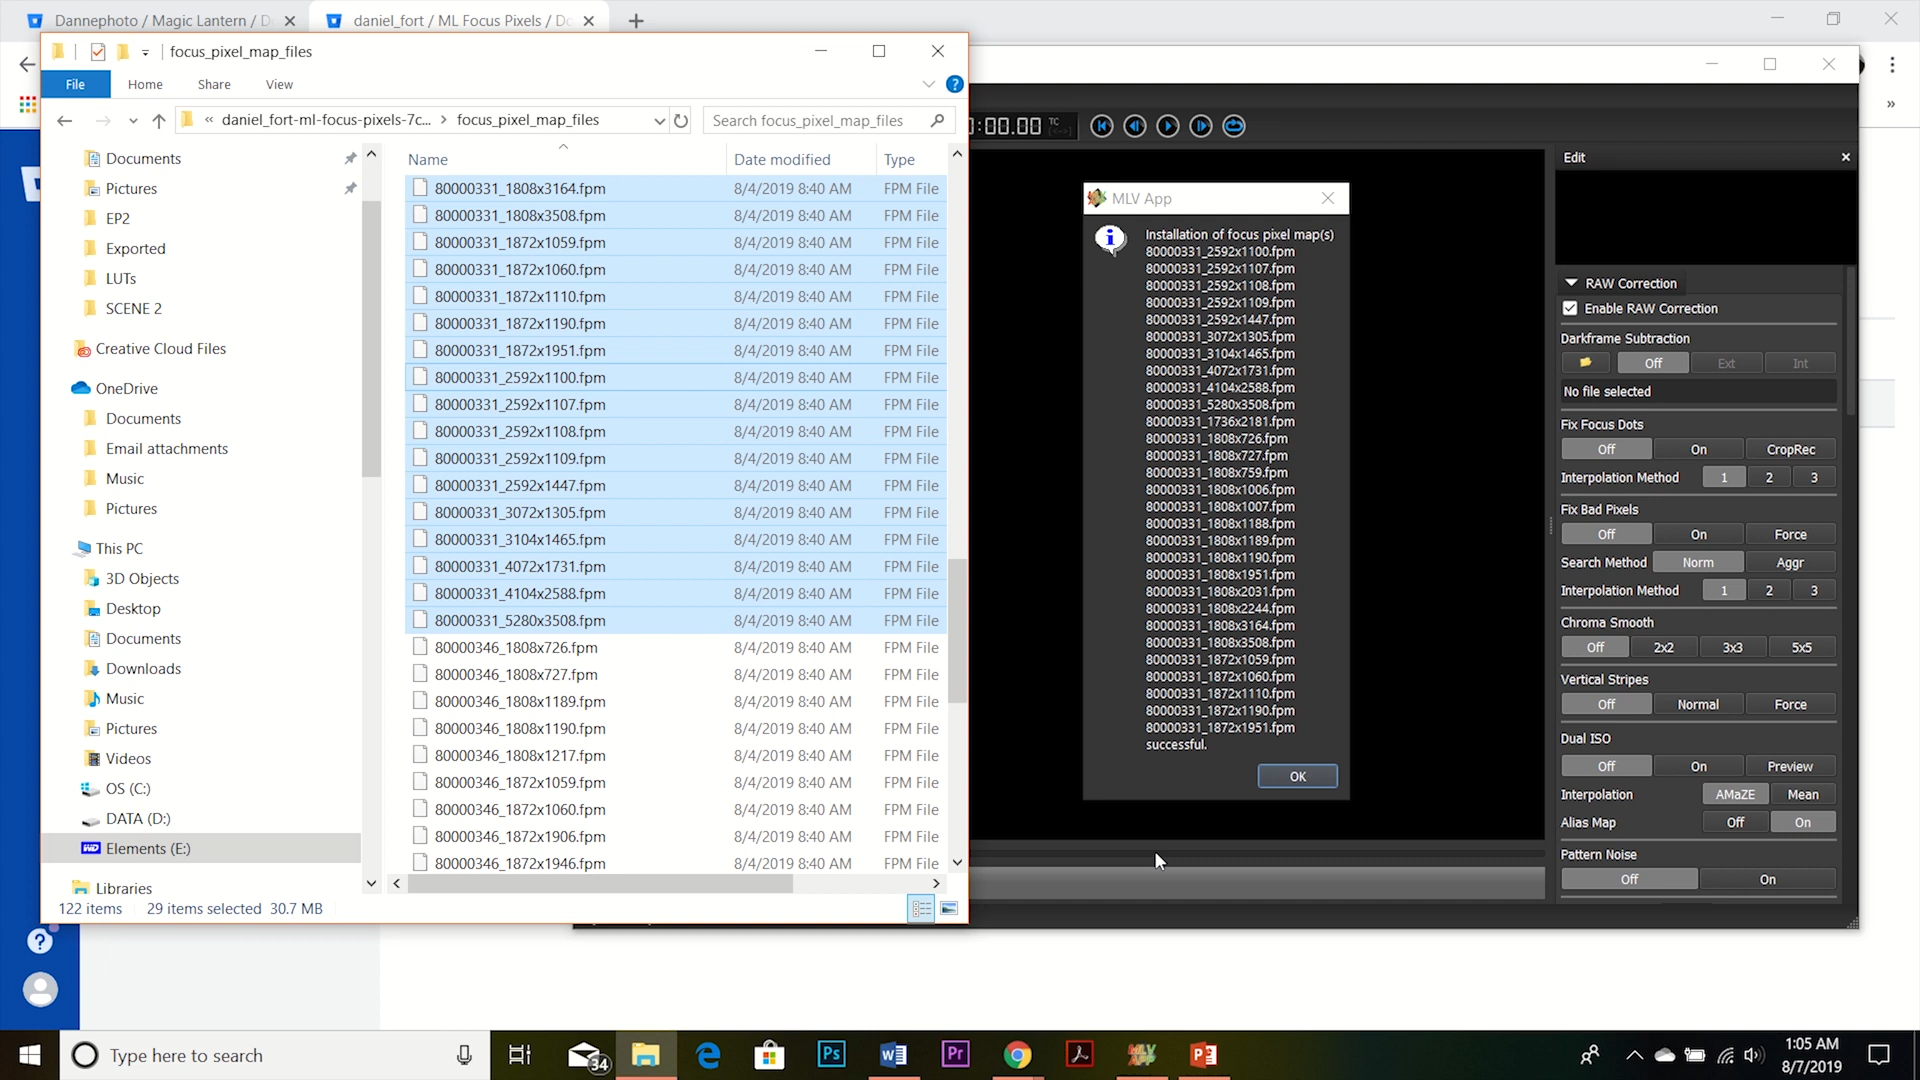 Dannephoto / Magic Lantern / D
daniel_fort / ML Focus Pixels / Do
focus_pixel_map_files
File
Home
Share
View
« daniel_fort-ml-focus-pixels-7c... > focus_pixel_map_files
Search focus_pixel_map_files
Documents
Pictures
EP2
Exported
LUTs
SCENE 2
Creative Cloud Files
OneDrive
Documents
Email attachments
Music
Pictures
This PC
3D Objects
Desktop
Documents
Downloads
Music
Pictures
Videos
OS (C:)
DATA (D:)
Elements (E:)
Libraries
Name Date modified Type
80000331_1808x3164.fpm 8/4/2019 8:40 AM FPM File
80000331_1808x3508.fpm 8/4/2019 8:40 AM FPM File
80000331_1872x1059.fpm 8/4/2019 8:40 AM FPM File
80000331_1872x1060.fpm 8/4/2019 8:40 AM FPM File
80000331_1872x1110.fpm 8/4/2019 8:40 AM FPM File
80000331_1872x1190.fpm 8/4/2019 8:40 AM FPM File
80000331_1872x1951.fpm 8/4/2019 8:40 AM FPM File
80000331_2592x1100.fpm 8/4/2019 8:40 AM FPM File
80000331_2592x1107.fpm 8/4/2019 8:40 AM FPM File
80000331_2592x1108.fpm 8/4/2019 8:40 AM FPM File
80000331_2592x1109.fpm 8/4/2019 8:40 AM FPM File
80000331_2592x1447.fpm 8/4/2019 8:40 AM FPM File
80000331_3072x1305.fpm 8/4/2019 8:40 AM FPM File
80000331_3104x1465.fpm 8/4/2019 8:40 AM FPM File
80000331_4072x1731.fpm 8/4/2019 8:40 AM FPM File
80000331_4104x2588.fpm 8/4/2019 8:40 AM FPM File
80000331_5280x3508.fpm 8/4/2019 8:40 AM FPM File
80000346_1808x726.fpm 8/4/2019 8:40 AM FPM File
80000346_1808x727.fpm 8/4/2019 8:40 AM FPM File
80000346_1808x1189.fpm 8/4/2019 8:40 AM FPM File
80000346_1808x1190.fpm 8/4/2019 8:40 AM FPM File
80000346_1808x1217.fpm 8/4/2019 8:40 AM FPM File
80000346_1872x1059.fpm 8/4/2019 8:40 AM FPM File
80000346_1872x1060.fpm 8/4/2019 8:40 AM FPM File
80000346_1872x1906.fpm 8/4/2019 8:40 AM FPM File
80000346_1872x1946.fpm 8/4/2019 8:40 AM FPM File
122 items 29 items selected 30.7 MB
:00.00 TC
MLV App
Installation of focus pixel map(s)
80000331_2592x1100.fpm
80000331_2592x1107.fpm
80000331_2592x1108.fpm
80000331_2592x1109.fpm
80000331_2592x1447.fpm
80000331_3072x1305.fpm
80000331_3104x1465.fpm
80000331_4072x1731.fpm
80000331_4104x2588.fpm
80000331_5280x3508.fpm
80000331_1736x2181.fpm
80000331_1808x726.fpm
80000331_1808x727.fpm
80000331_1808x759.fpm
80000331_1808x1006.fpm
80000331_1808x1007.fpm
80000331_1808x1188.fpm
80000331_1808x1189.fpm
80000331_1808x1190.fpm
80000331_1808x1951.fpm
80000331_1808x2031.fpm
80000331_1808x2244.fpm
80000331_1808x3164.fpm
80000331_1808x3508.fpm
80000331_1872x1059.fpm
80000331_1872x1060.fpm
80000331_1872x1110.fpm
80000331_1872x1190.fpm
80000331_1872x1951.fpm
successful.
OK
Edit
RAW Correction
Enable RAW Correction
Darkframe Subtraction
Off Ext Int
No file selected
Fix Focus Dots
Off On CropRec
Interpolation Method 1 2 3
Fix Bad Pixels
Off On Force
Search Method Norm Aggr
Interpolation Method 1 2 3
Chroma Smooth
Off 2x2 3x3 5x5
Vertical Stripes
Off Normal Force
Dual ISO
Off On Preview
Interpolation AMaZE Mean
Alias Map Off On
Pattern Noise
Off On
Type here to search
34
Ps
Pr
MLV APP
1:05 AM
8/7/2019